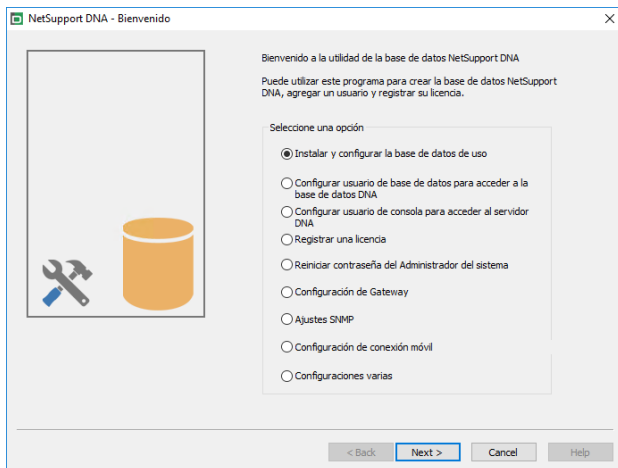 NetSupport DNA - Bienvenido
Bienvenido a la utilidad de la base de datos NetSupport DNA
Puede utilizar este programa para crear la base de datos NetSupport
DNA, agregar un usuario y registrar su licencia.
Seleccione una opción
Instalar y configurar la base de datos de uso
Configurar usuario de base de datos para acceder a la
base de datos DNA
Configurar usuario de consola para acceder al servidor
DNA
Registrar una licencia
Reiniciar contraseña del Administrador del sistema
Configuración de Gateway
Ajustes SNMP
Configuración de conexión móvil
Configuraciones varias
< Back Next > Cancel Help